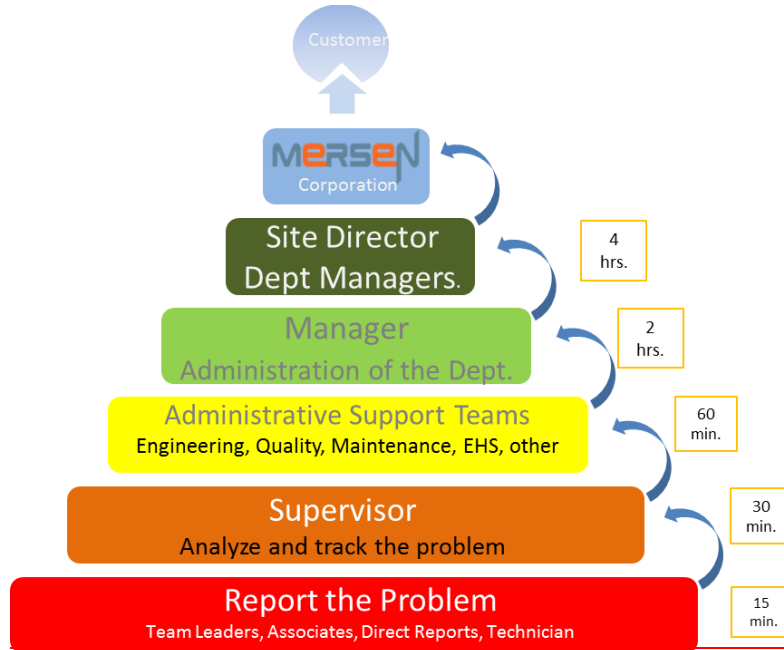 Customer
MERSEN
Corporation
Site Director
Dept Managers.
4
hrs.
Manager
Administration of the Dept.
2
hrs.
Administrative Support Teams
Engineering, Quality, Maintenance, EHS, other
60
min.
Supervisor
Analyze and track the problem
30
min.
Report the Problem
Team Leaders, Associates, Direct Reports, Technician
15
min.